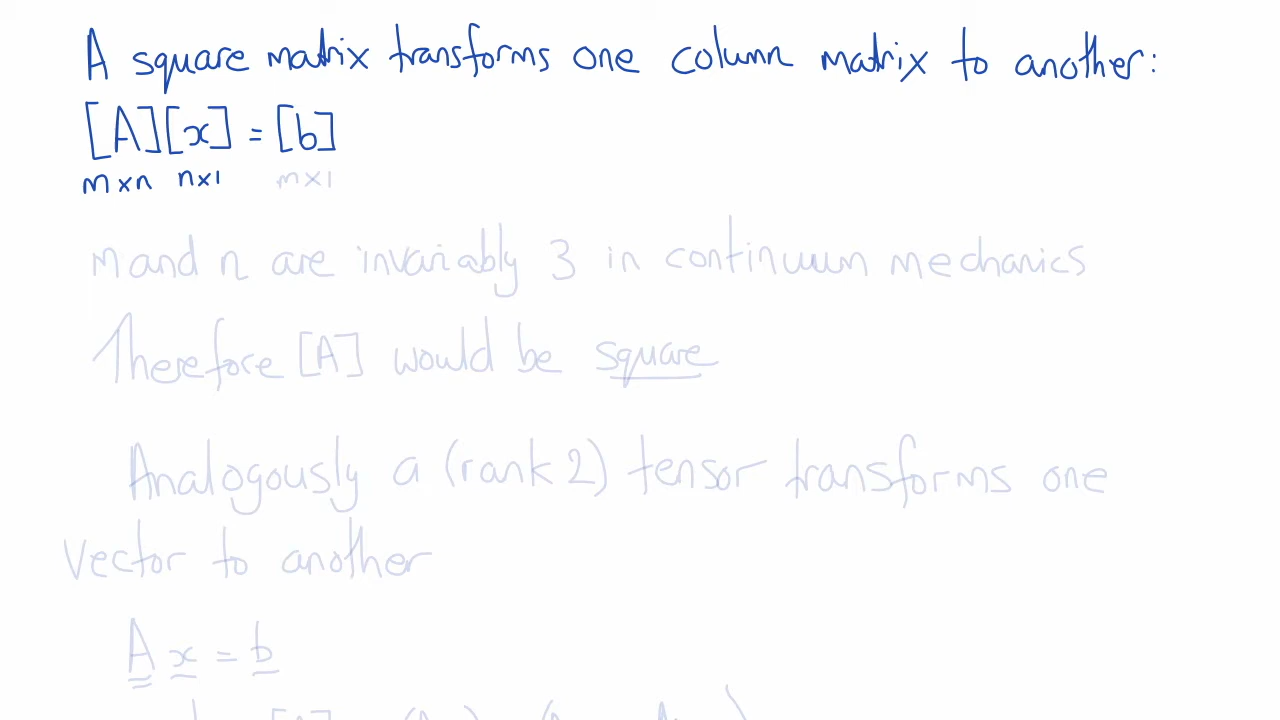 A square matrix transforms one column matrix to another:
[A][x] = [b]
m×n n×1 m×1
m and n are invariably 3 in continuum mechanics
Therefore [A] would be square
Analogously a (rank 2) tensor transforms one
vector to another
A x = b